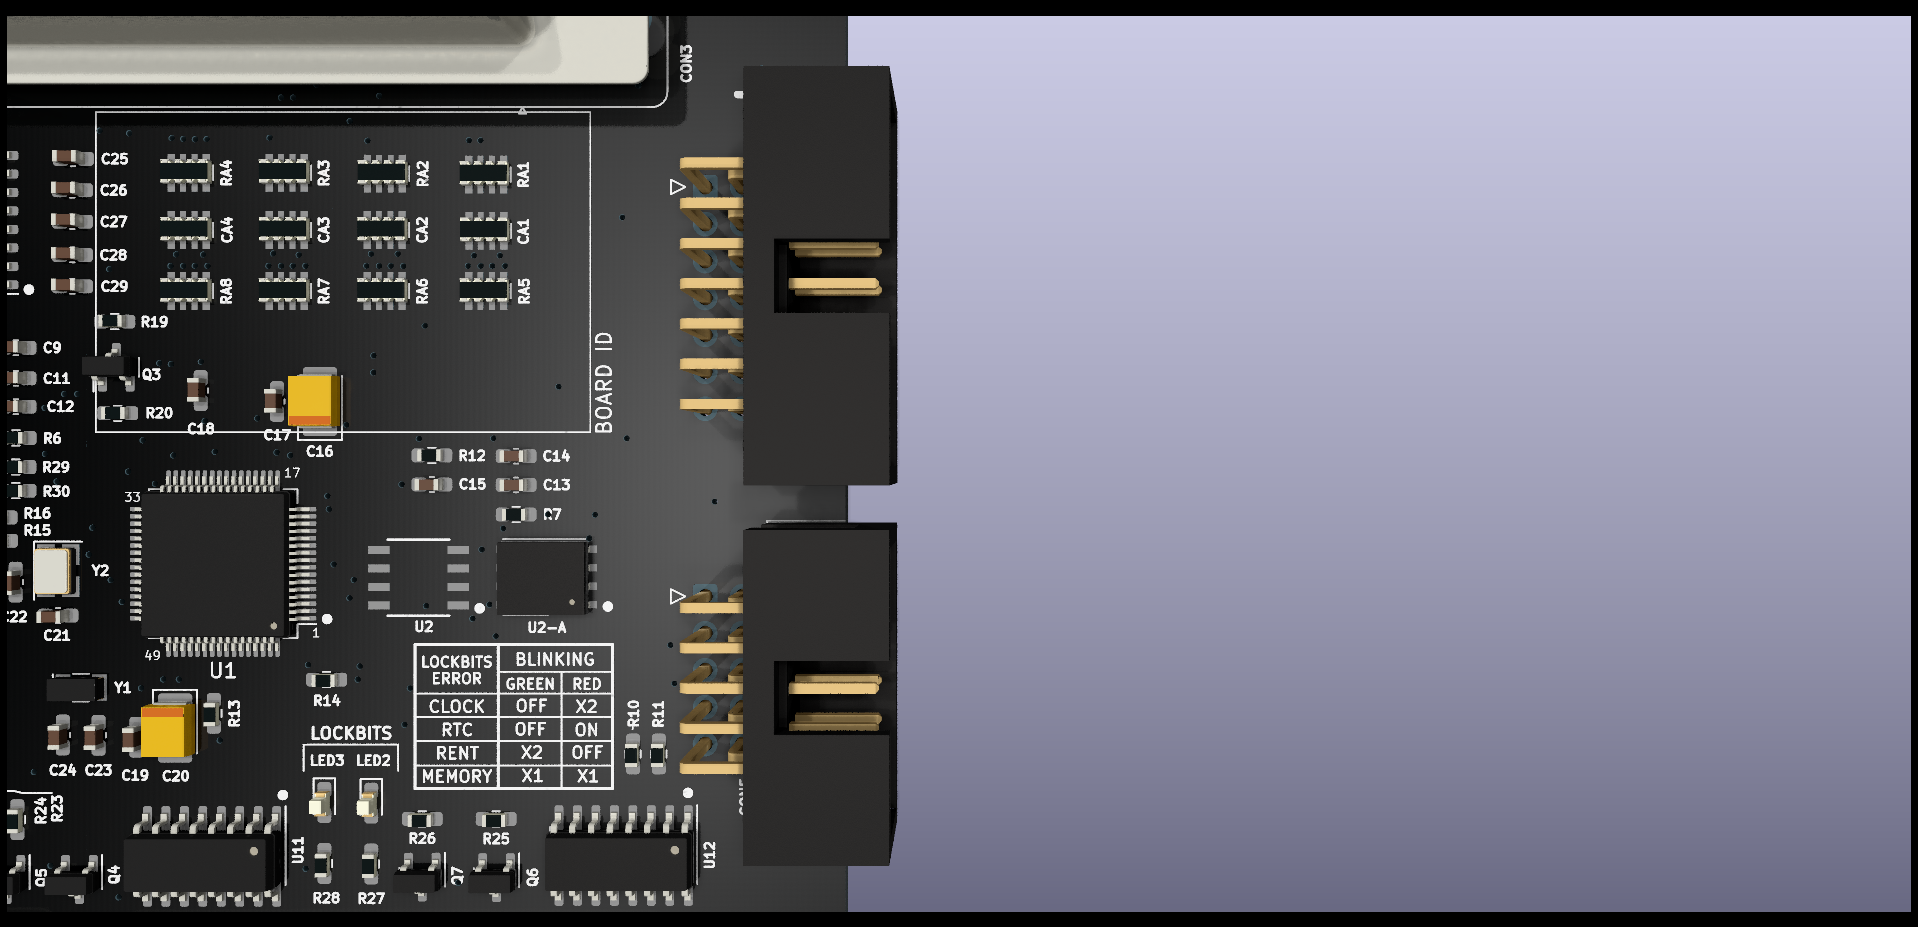 CON3
C25
RA4
RA3
RA2
RA1
C26
C27
CA4
CA3
CA2
CA1
C28
C29
RA8
RA7
RA6
RA5
R19
C9
Q3
C11
C12
R20
C18
C17
C16
BOARD ID
R6
R12
C14
R29
17
C15
C13
R30
33
R16
R7
R15
Y2
C21
1
U2
U2-A
49
U1
LOCKBITS ERROR
BLINKING
GREEN
RED
CLOCK
OFF
X2
RTC
OFF
ON
RENT
X2
OFF
MEMORY
X1
X1
Y1
R14
R13
R10
R11
LOCKBITS
LED3
LED2
C24
C23
C19
C20
R24
R23
R26
R25
U11
U12
Q5
Q4
Q7
Q6
R28
R27